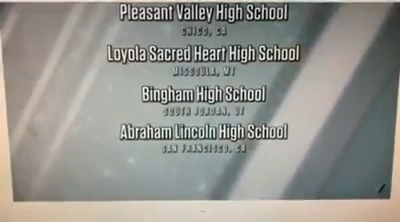 Pleasant Valley High School
CHICO, CA
Loyola Sacred Heart High School
MISSOULA, MT
Bingham High School
SOUTH JORDAN, UT
Abraham Lincoln High School
SAN FRANCISCO, CA